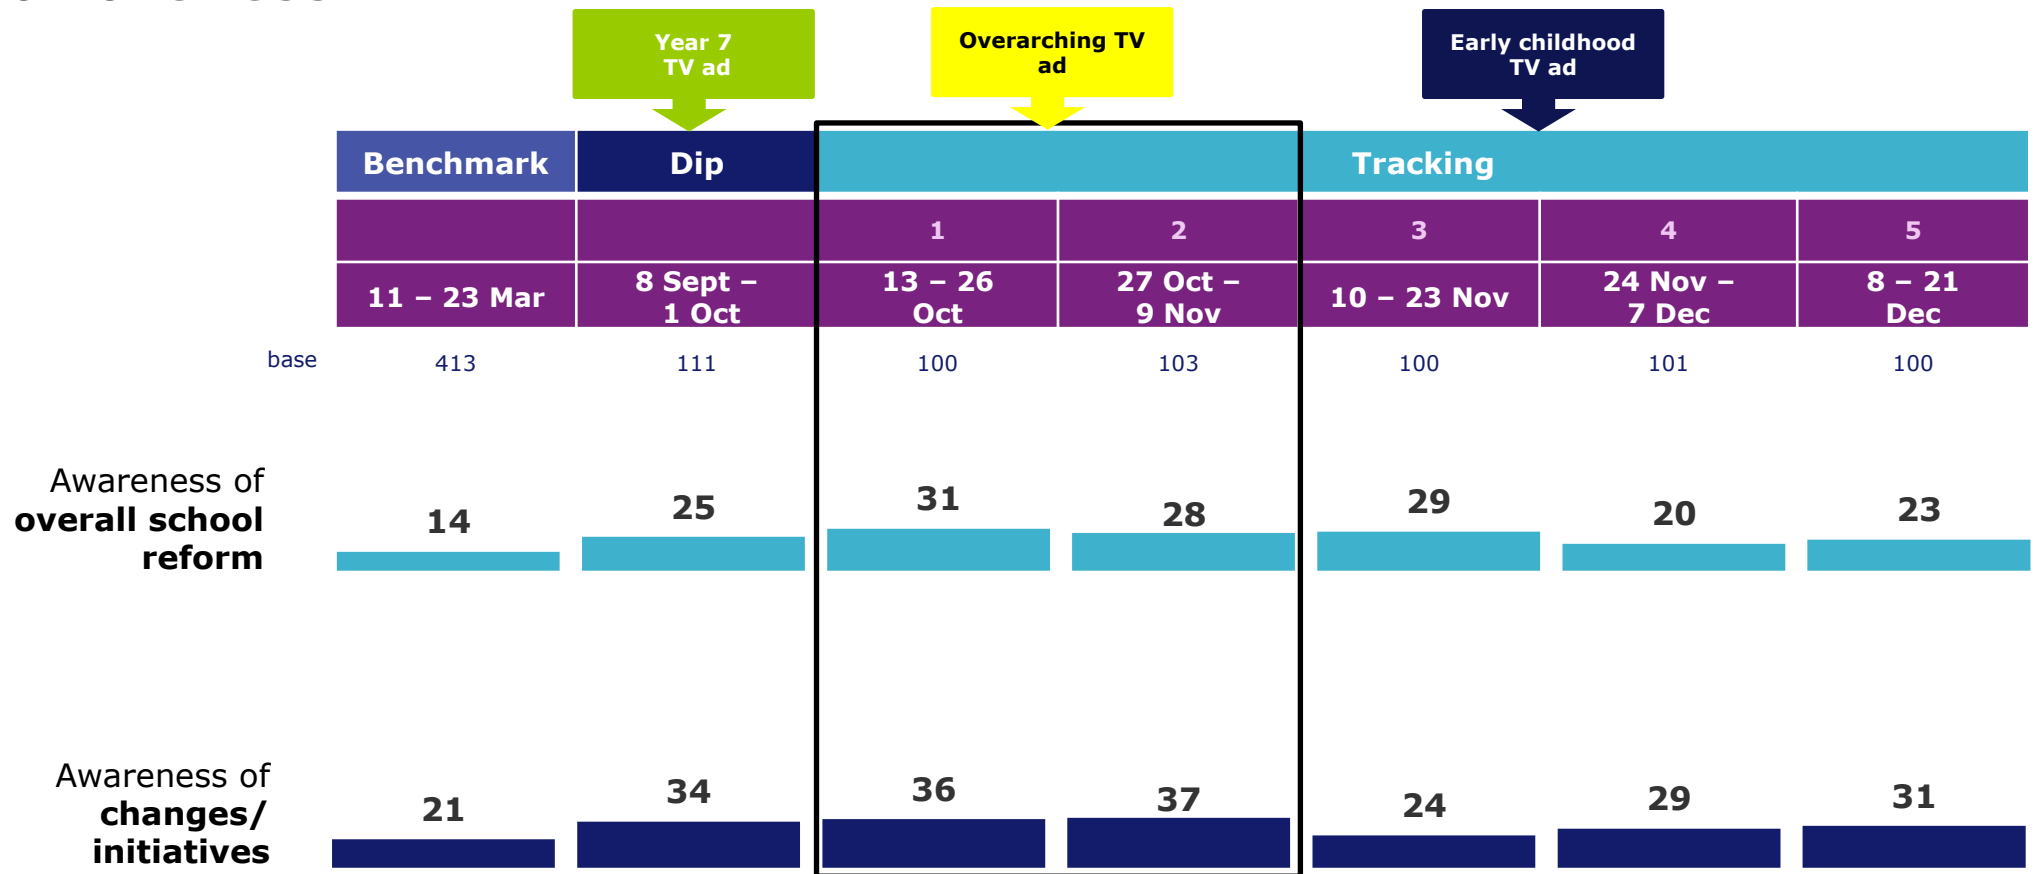 Year 7
TV ad
Overarching TV
ad
Early childhood
TV ad
Benchmark
Dip
Tracking
1
2
3
4
5
11 – 23 Mar
8 Sept –
1 Oct
13 – 26
Oct
27 Oct –
9 Nov
10 – 23 Nov
24 Nov –
7 Dec
8 – 21
Dec
base
413
111
100
103
100
101
100
Awareness of
overall school
reform
14
25
31
28
29
20
23
Awareness of
changes/
initiatives
21
34
36
37
24
29
31